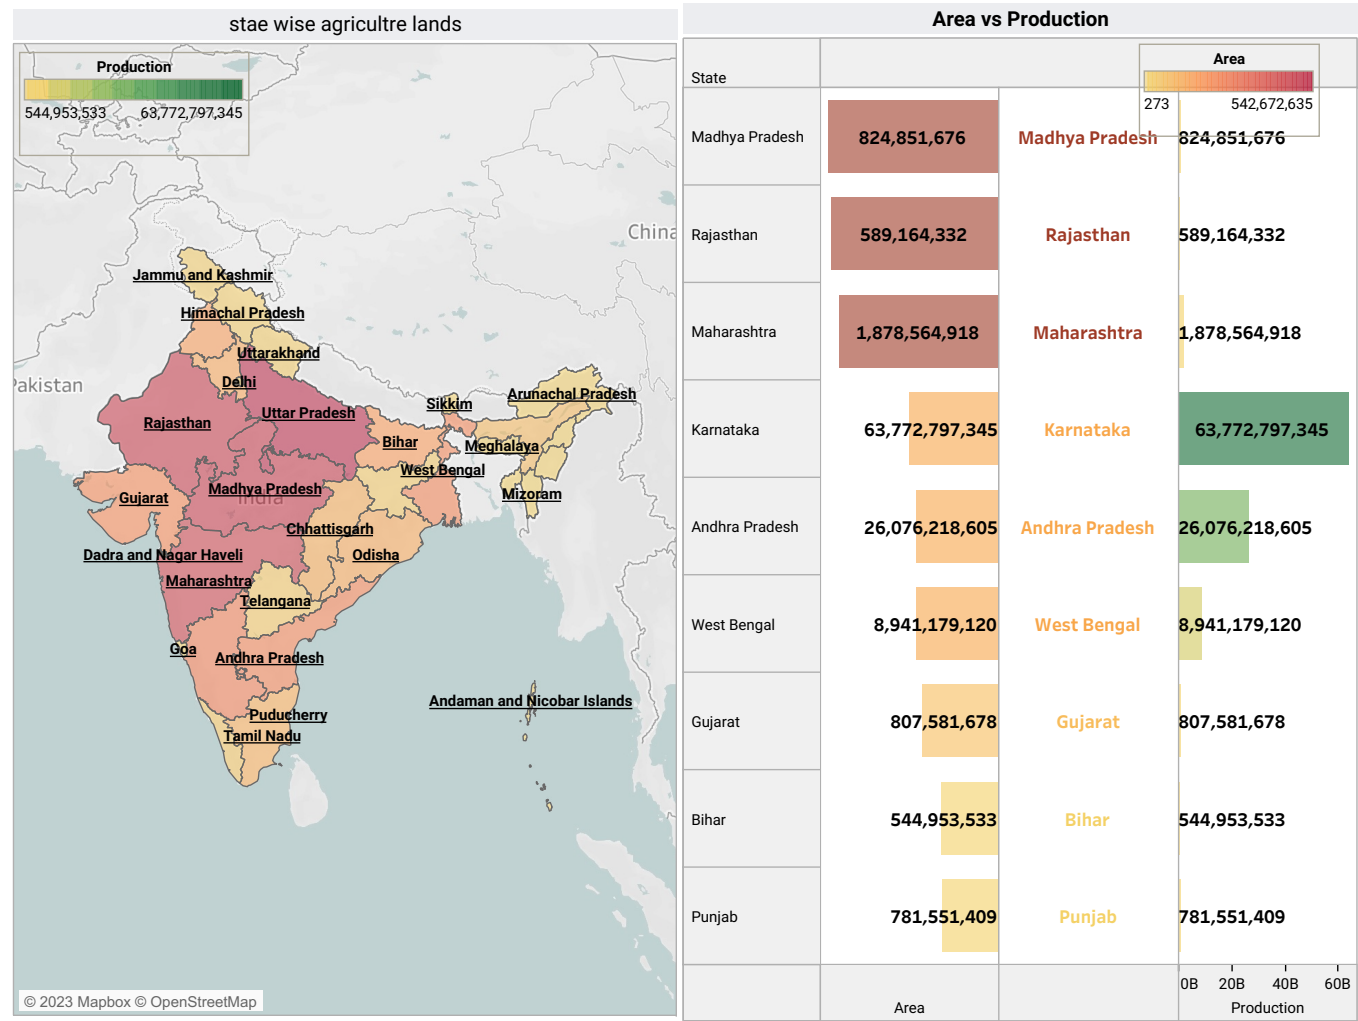 stae wise agricultre lands
Production
544,953,533 63,772,797,345
China
Pakistan
India
Jammu and Kashmir
Himachal Pradesh
Uttarakhand
Delhi
Rajasthan
Uttar Pradesh
Sikkim
Arunachal Pradesh
Bihar
Meghalaya
West Bengal
Gujarat
Madhya Pradesh
Mizoram
Chhattisgarh
Dadra and Nagar Haveli
Odisha
Maharashtra
Telangana
Goa
Andhra Pradesh
Andaman and Nicobar Islands
Puducherry
Tamil Nadu
© 2023 Mapbox © OpenStreetMap
Area vs Production
Area
273 542,672,635
State
Madhya Pradesh 824,851,676 Madhya Pradesh 824,851,676
Rajasthan 589,164,332 Rajasthan 589,164,332
Maharashtra 1,878,564,918 Maharashtra 1,878,564,918
Karnataka 63,772,797,345 Karnataka 63,772,797,345
Andhra Pradesh 26,076,218,605 Andhra Pradesh 26,076,218,605
West Bengal 8,941,179,120 West Bengal 8,941,179,120
Gujarat 807,581,678 Gujarat 807,581,678
Bihar 544,953,533 Bihar 544,953,533
Punjab 781,551,409 Punjab 781,551,409
0B 20B 40B 60B
Area Production